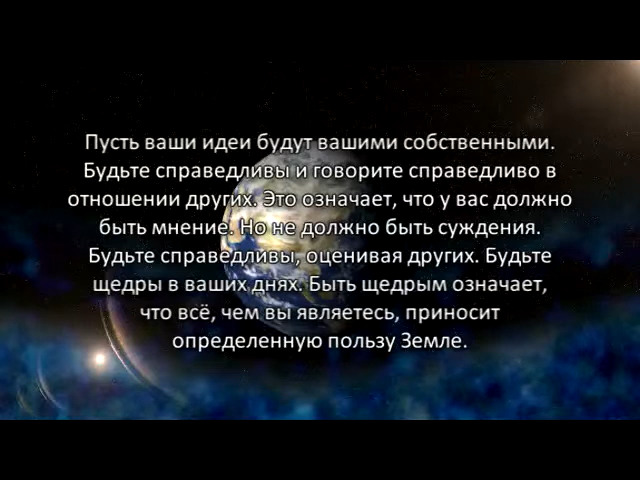 Пусть ваши идеи будут вашими собственными.
Будьте справедливы и говорите справедливо в
отношении других. Это означает, что у вас должно
быть мнение. Но не должно быть суждения.
Будьте справедливы, оценивая других. Будьте
щедры в ваших днях. Быть щедрым означает,
что всё, чем вы являетесь, приносит
определенную пользу Земле.